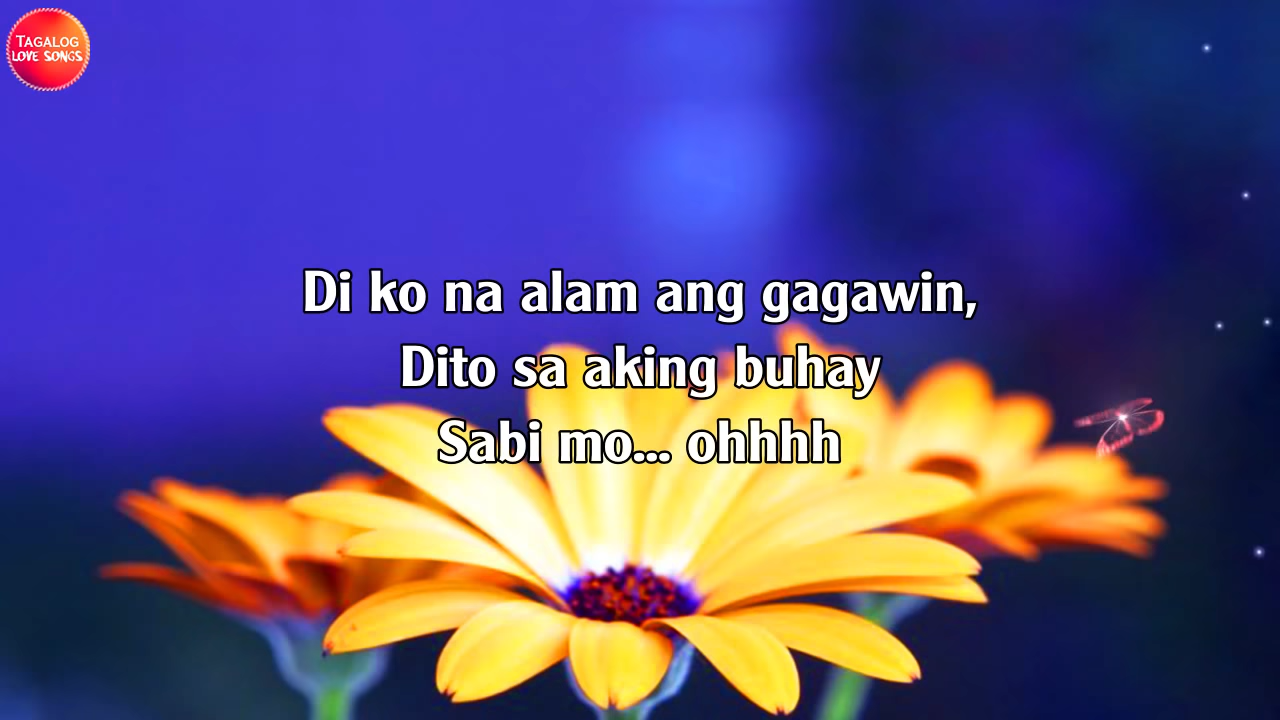 TAGALOG
LOVE SONGS
Di ko na alam ang gagawin,
Dito sa aking buhay
Sabi mo... ohhhh